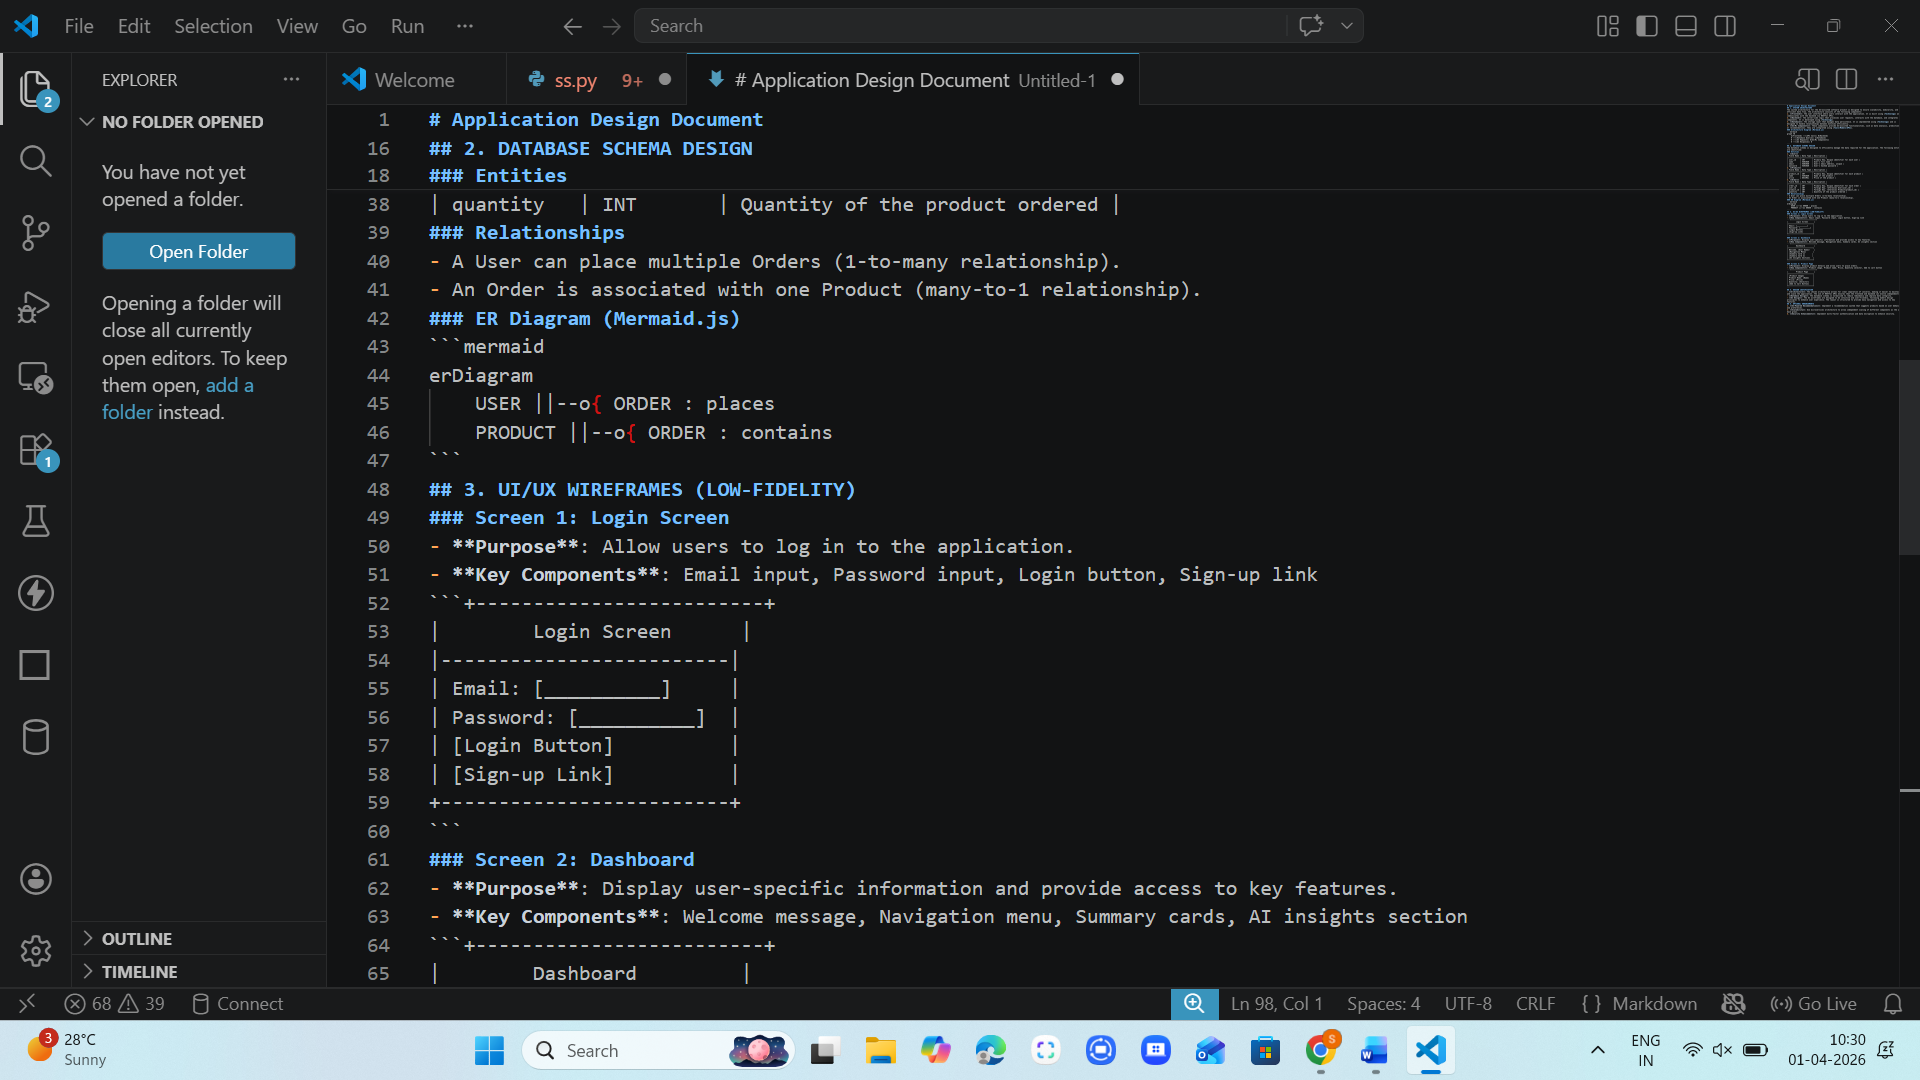 File Edit Selection View Go Run ··· Search
EXPLORER ···
NO FOLDER OPENED
You have not yet
opened a folder.
Open Folder
Opening a folder will
close all currently
open editors. To keep
them open, add a
folder instead.
OUTLINE
TIMELINE
2
1
Welcome ss.py 9+ # Application Design Document Untitled-1 ···
1 # Application Design Document
16 ## 2. DATABASE SCHEMA DESIGN
18 ### Entities
38 | quantity   | INT       | Quantity of the product ordered |
39 ### Relationships
40 - A User can place multiple Orders (1-to-many relationship).
41 - An Order is associated with one Product (many-to-1 relationship).
42 ### ER Diagram (Mermaid.js)
43 ```mermaid
44 erDiagram
45     USER ||--o{ ORDER : places
46     PRODUCT ||--o{ ORDER : contains
47 ```
48 ## 3. UI/UX WIREFRAMES (LOW-FIDELITY)
49 ### Screen 1: Login Screen
50 - **Purpose**: Allow users to log in to the application.
51 - **Key Components**: Email input, Password input, Login button, Sign-up link
52 ```+-------------------------+
53 |        Login Screen      |
54 |-------------------------|
55 | Email: [__________]     |
56 | Password: [__________]  |
57 | [Login Button]          |
58 | [Sign-up Link]          |
59 +-------------------------+
60 ```
61 ### Screen 2: Dashboard
62 - **Purpose**: Display user-specific information and provide access to key features.
63 - **Key Components**: Welcome message, Navigation menu, Summary cards, AI insights section
64 ```+-------------------------+
65 |        Dashboard         |
68 39 Connect Ln 98, Col 1 Spaces: 4 UTF-8 CRLF { } Markdown Go Live
3 28°C
Sunny
Search
S
W
ENG
IN
10:30
01-04-2026